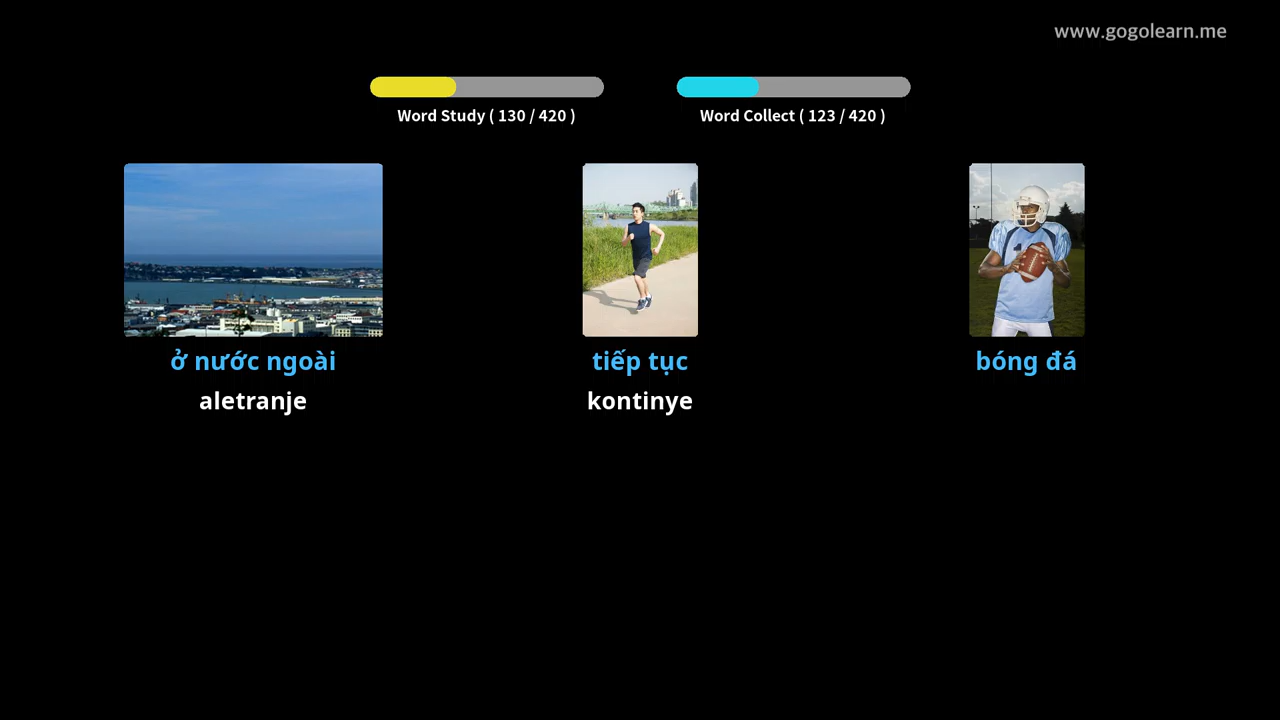 www.gogolearn.me
Word Study ( 130 / 420 )
Word Collect ( 123 / 420 )
ở nước ngoài
tiếp tục
bóng đá
aletranje
kontinye